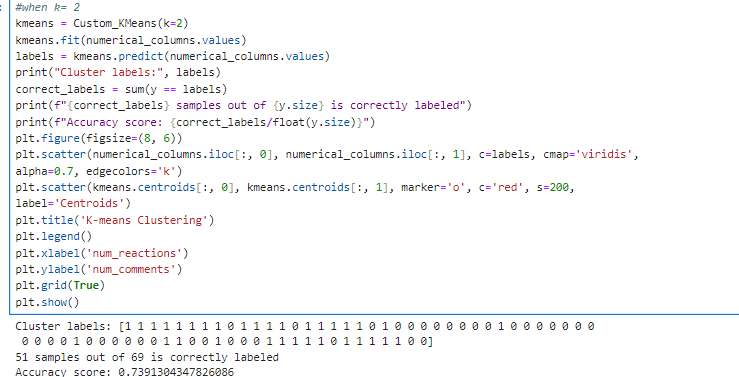 #when k= 2
kmeans = Custom_KMeans(k=2)
kmeans.fit(numerical_columns.values)
labels = kmeans.predict(numerical_columns.values)
print("Cluster labels:", labels)
correct_labels = sum(y == labels)
print(f"{correct_labels} samples out of {y.size} is correctly labeled")
print(f"Accuracy score: {correct_labels/float(y.size)}")
plt.figure(figsize=(8, 6))
plt.scatter(numerical_columns.iloc[:, 0], numerical_columns.iloc[:, 1], c=labels, cmap='viridis',
alpha=0.7, edgecolors='k')
plt.scatter(kmeans.centroids[:, 0], kmeans.centroids[:, 1], marker='o', c='red', s=200,
label='Centroids')
plt.title('K-means Clustering')
plt.legend()
plt.xlabel('num_reactions')
plt.ylabel('num_comments')
plt.grid(True)
plt.show()
Cluster labels: [1 1 1 1 1 1 1 1 0 1 1 1 1 0 1 1 1 1 1 0 1 0 0 0 0 0 0 0 0 1 0 0 0 0 0 0 0
0 0 0 0 1 0 0 0 0 0 0 1 1 0 0 1 0 0 0 1 1 1 1 1 0 1 1 1 1 1 0 0]
51 samples out of 69 is correctly labeled
Accuracy score: 0.7391304347826086